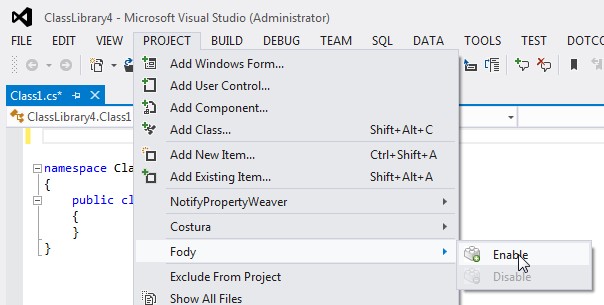 ClassLibrary4 - Microsoft Visual Studio (Administrator)
FILE EDIT VIEW PROJECT BUILD DEBUG TEAM SQL DATA TOOLS TEST DOTCO
Class1.cs*
ClassLibrary4.Class1
Add Windows Form...
Add User Control...
Add Component...
Add Class... Shift+Alt+C
Add New Item... Ctrl+Shift+A
Add Existing Item... Shift+Alt+A
NotifyPropertyWeaver
Costura
Fody
Exclude From Project
Show All Files
Enable
Disable
namespace Cla
{
public cl
{
}
}